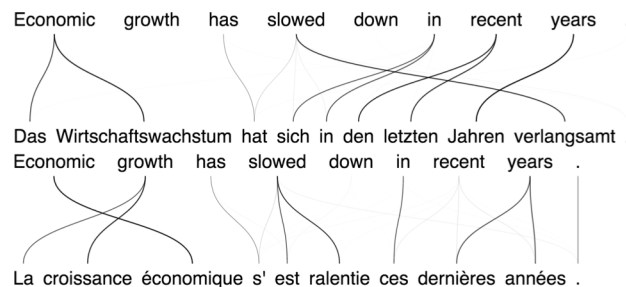 Economic growth has slowed down in recent years
Das Wirtschaftswachstum hat sich in den letzten Jahren verlangsamt
Economic growth has slowed down in recent years .
La croissance économique s' est ralentie ces dernières années .